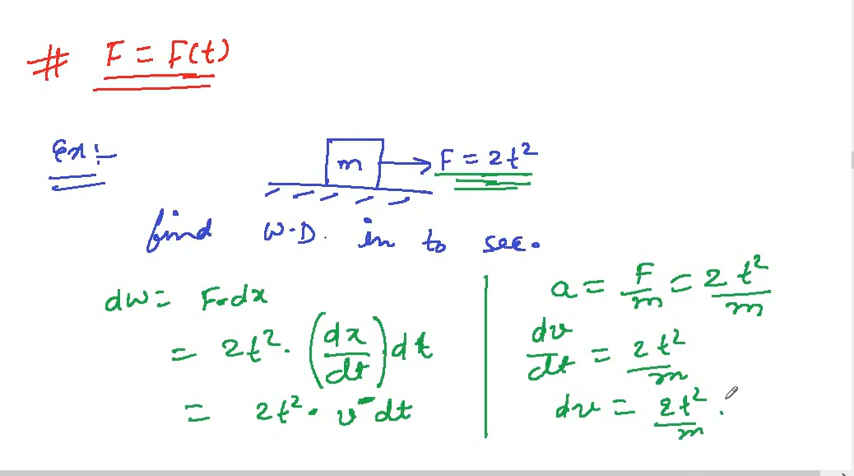 # F = F(t)
Ex:-
m
F = 2t²
find W.D. in to sec.
dw = F.dx
= 2t². (dx/dt) dt
= 2t². v dt
a = F/m = 2t²/m
dv/dt = 2t²/m
dv = 2t²/m .